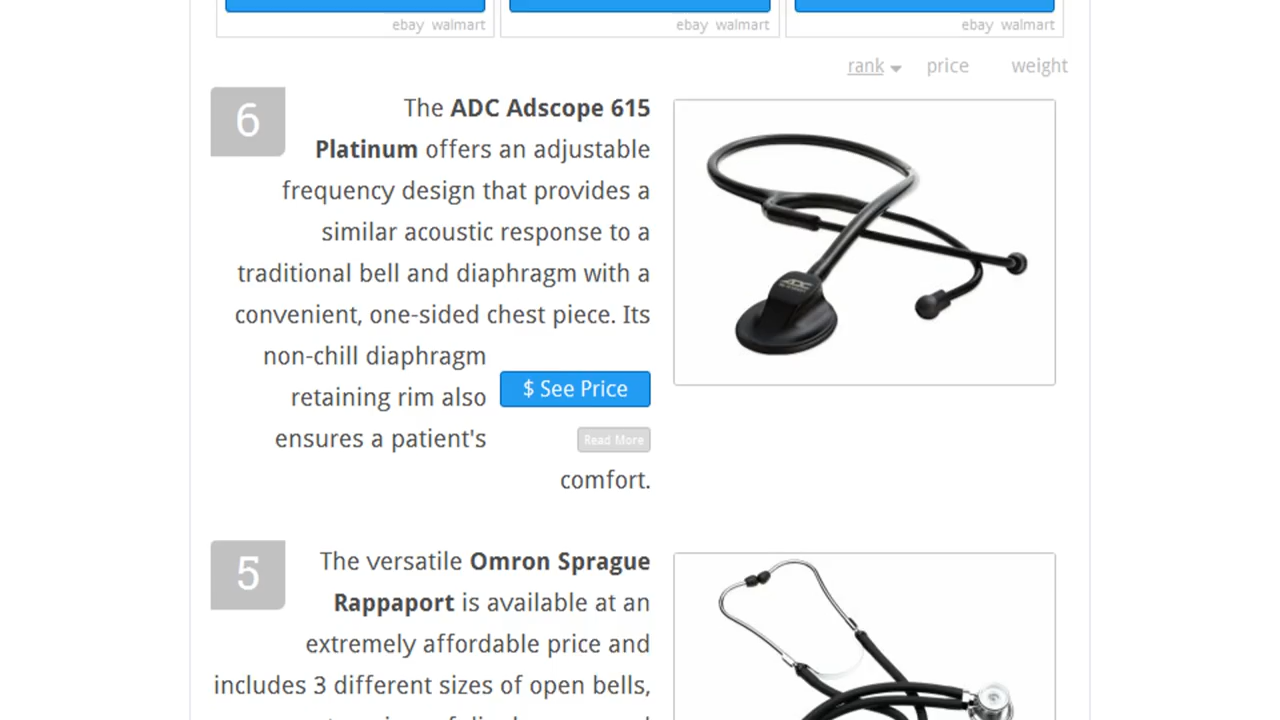 ebay walmart
ebay walmart
ebay walmart
rank price weight
6
The ADC Adscope 615
Platinum offers an adjustable
frequency design that provides a
similar acoustic response to a
traditional bell and diaphragm with a
convenient, one-sided chest piece. Its
non-chill diaphragm
retaining rim also
ensures a patient's
comfort.
$ See Price
Read More
ADC
5
The versatile Omron Sprague
Rappaport is available at an
extremely affordable price and
includes 3 different sizes of open bells,